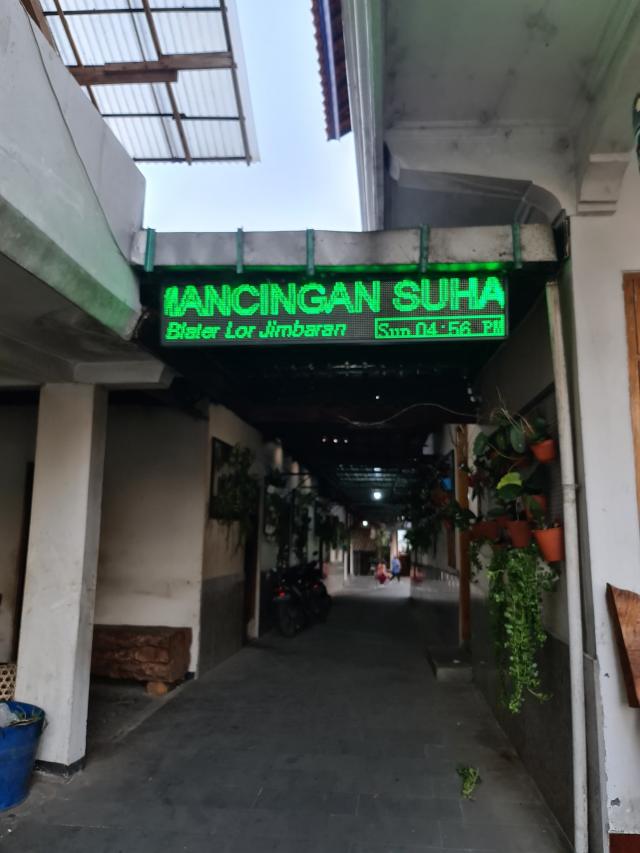 MANCINGAN SUHA
Blater Lor Jimbaran
Sun 04:56 PM